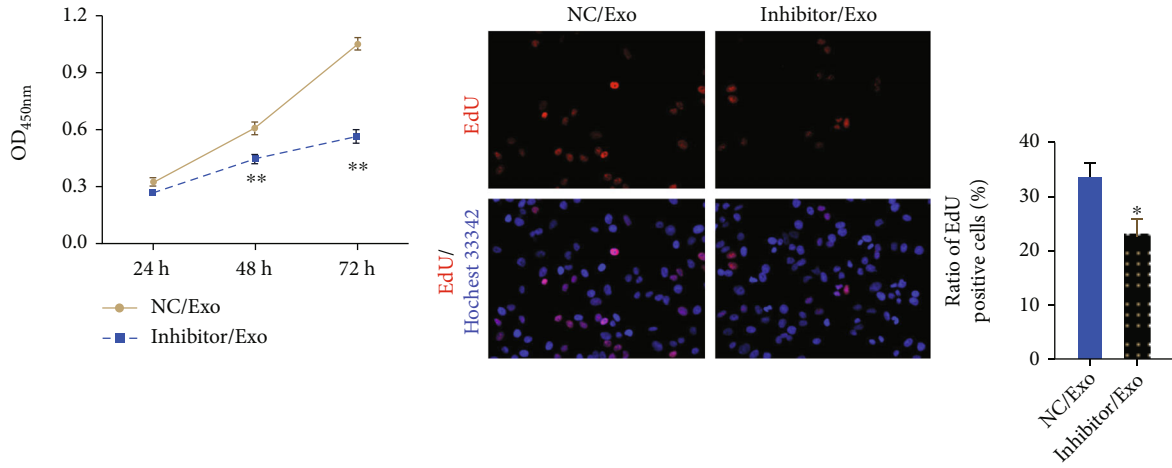 1.2
0.9
0.6
0.3
0.0
OD450nm
**
**
24 h
48 h
72 h
NC/Exo
Inhibitor/Exo
NC/Exo
Inhibitor/Exo
EdU
EdU/
Hochest 33342
40
30
20
10
0
Ratio of EdU
positive cells (%)
*
NC/Exo
Inhibitor/Exo